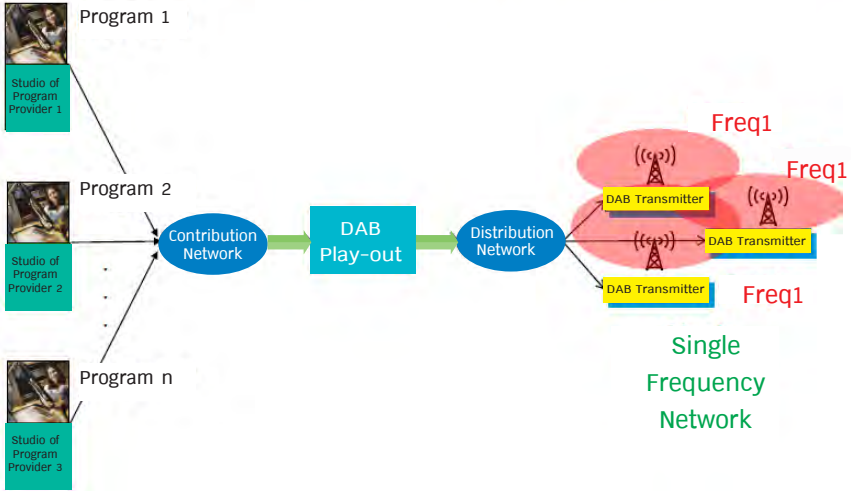 Program 1
Studio of
Program
Provider 1
Program 2
Studio of
Program
Provider 2
Program n
Studio of
Program
Provider 3
Contribution
Network
DAB
Play-out
Distribution
Network
Freq1
DAB Transmitter
Freq1
DAB Transmitter
DAB Transmitter
Freq1
Single
Frequency
Network